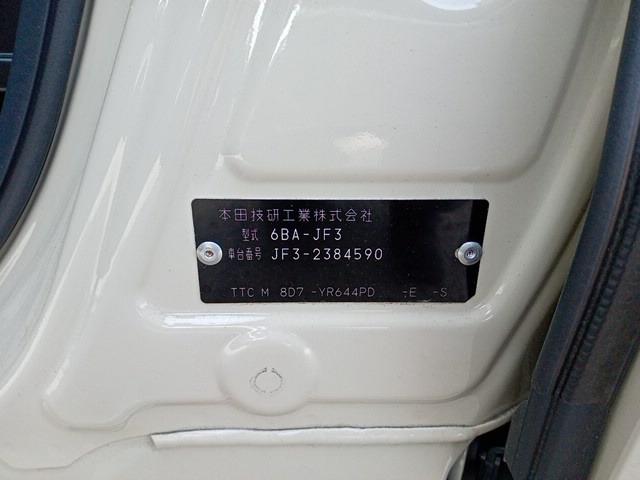 本田技研工業株式会社
型式 6BA-JF3
車台番号 JF3-2384590
TTC M 8D7 -YR644PD -E -S